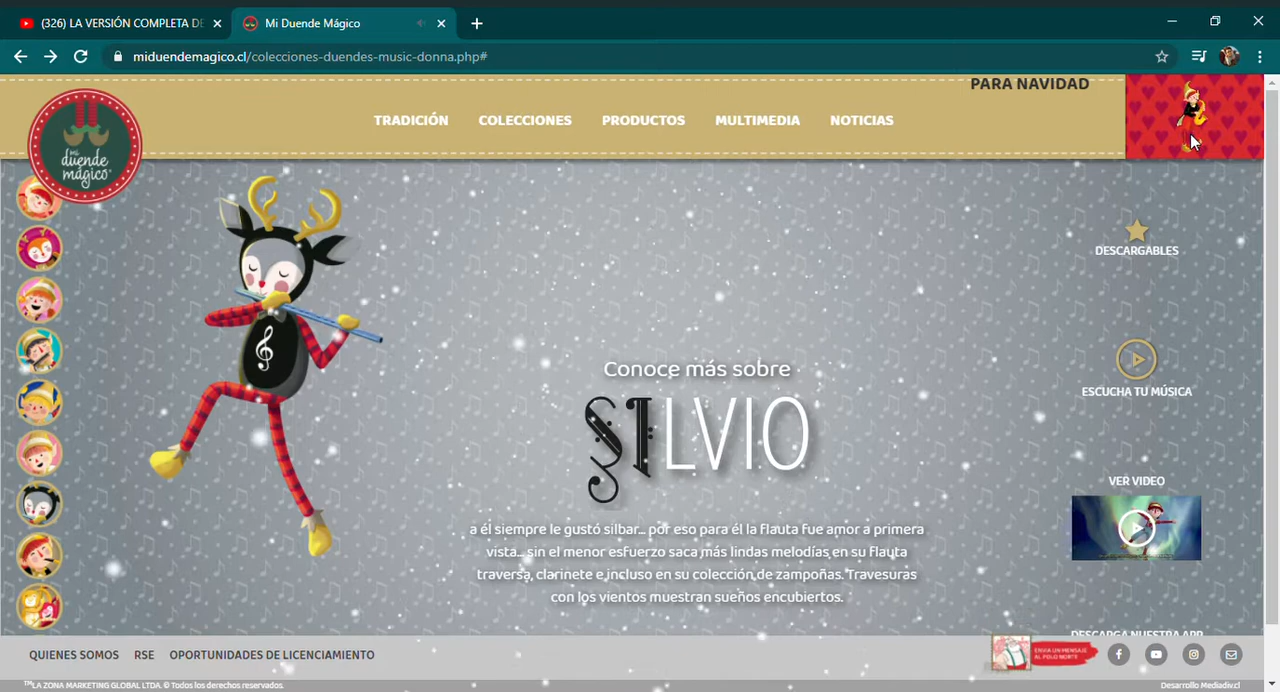 (326) LA VERSIÓN COMPLETA DE
Mi Duende Mágico
miduendemagico.cl/colecciones-duendes-music-donna.php#
PARA NAVIDAD
mi
duende
mágico
TRADICIÓN
COLECCIONES
PRODUCTOS
MULTIMEDIA
NOTICIAS
DESCARGABLES
ESCUCHA TU MÚSICA
VER VIDEO
Conoce más sobre
SILVIO
a él siempre le gustó silbar... por eso para él la flauta fue amor a primera
vista... sin el menor esfuerzo saca más lindas melodías en su flauta
traversa, clarinete e incluso en su colección de zampoñas. Travesuras
con los vientos muestran sueños encubiertos.
DESCARGA NUESTRA APP
QUIENES SOMOS
RSE
OPORTUNIDADES DE LICENCIAMIENTO
ENVIA UN MENSAJE
AL POLO NORTE
™LA ZONA MARKETING GLOBAL LTDA. © Todos los derechos reservados.
Desarrollo Mediadiv.cl